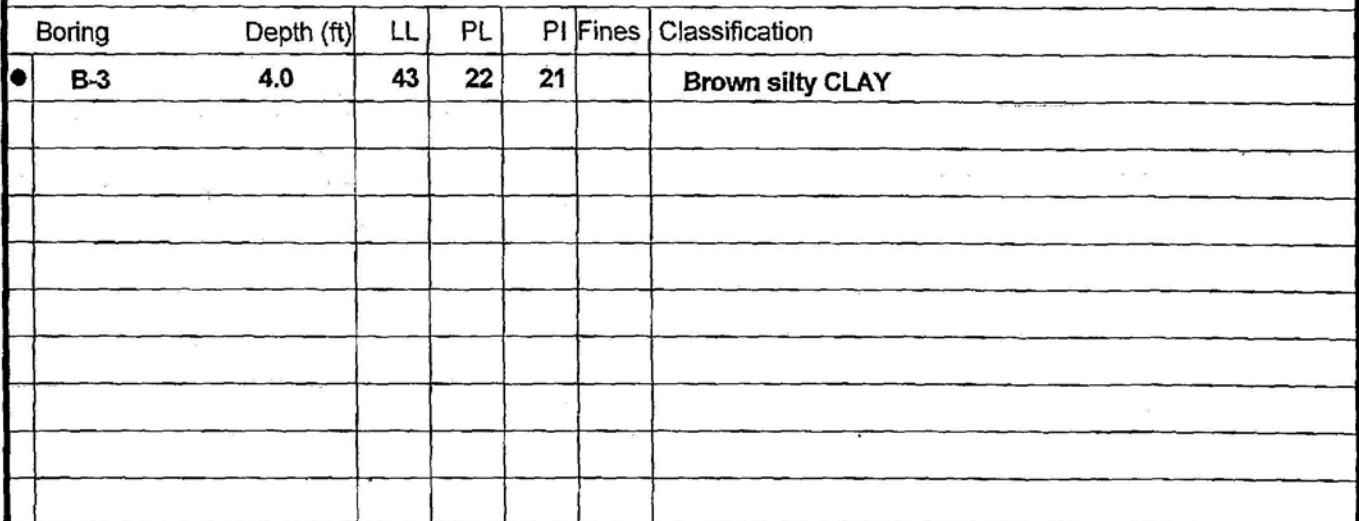 Boring Depth (ft) LL PL PI Fines Classification
● B-3 4.0 43 22 21 Brown silty CLAY